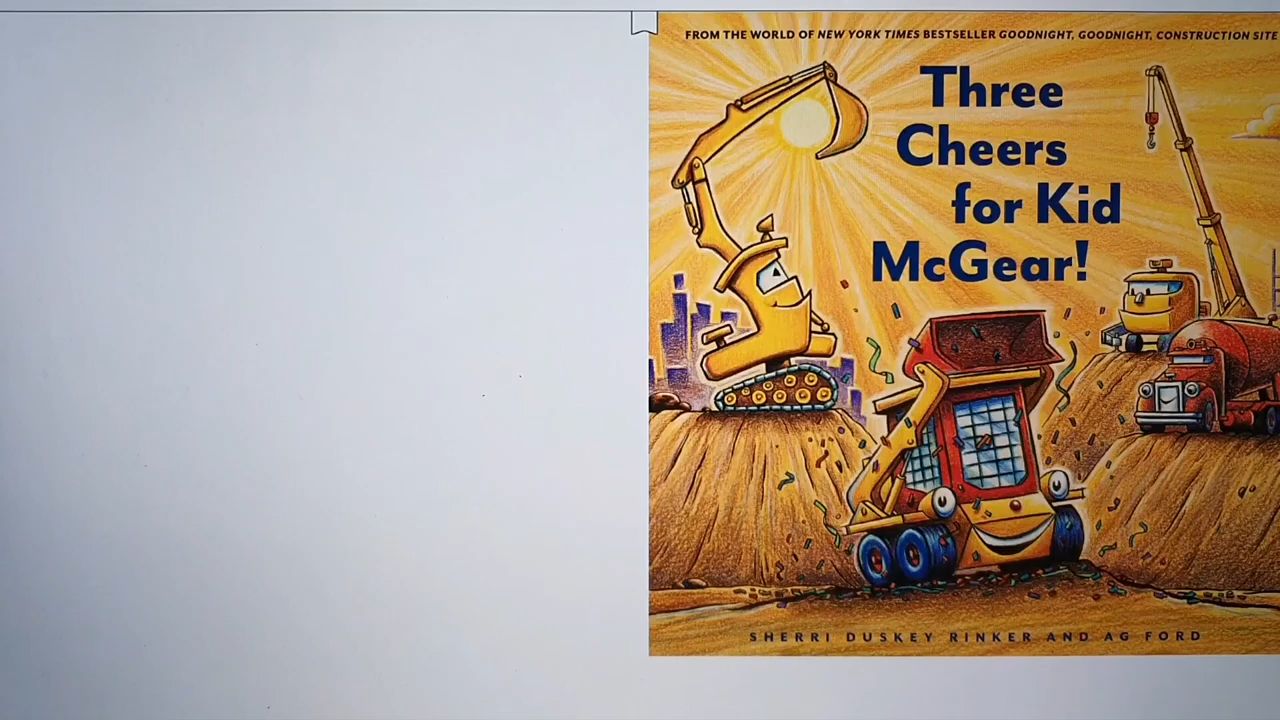 FROM THE WORLD OF NEW YORK TIMES BESTSELLER GOODNIGHT, GOODNIGHT, CONSTRUCTION SITE
Three
Cheers
for Kid
McGear!
SHERRI DUSKEY RINKER AND AG FORD